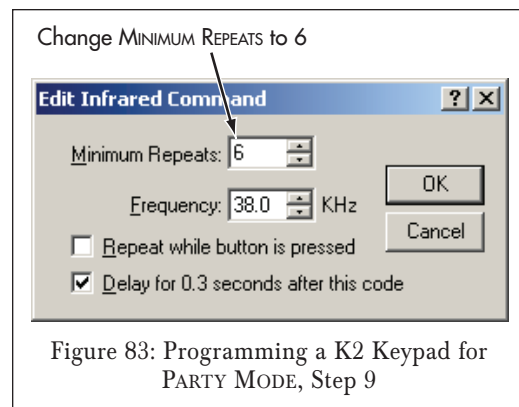 Change MINIMUM REPEATS to 6
Edit Infrared Command ? ×
Minimum Repeats: 6
Frequency: 38.0 KHz
OK
Cancel
Repeat while button is pressed
Delay for 0.3 seconds after this code
Figure 83: Programming a K2 Keypad for
PARTY MODE, Step 9